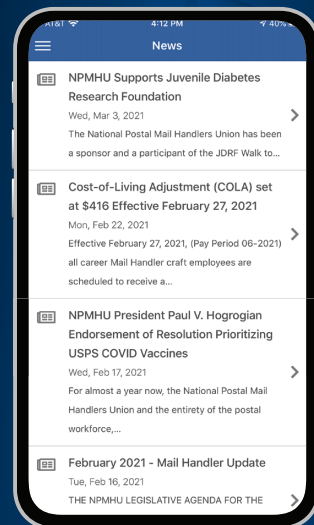 AT&T 4:12 PM 40%
News
NPMHU Supports Juvenile Diabetes
Research Foundation
Wed, Mar 3, 2021
The National Postal Mail Handlers Union has been
a sponsor and a participant of the JDRF Walk to...
Cost-of-Living Adjustment (COLA) set
at $416 Effective February 27, 2021
Mon, Feb 22, 2021
Effective February 27, 2021, (Pay Period 06-2021)
all career Mail Handler craft employees are
scheduled to receive a...
NPMHU President Paul V. Hogrogian
Endorsement of Resolution Prioritizing
USPS COVID Vaccines
Wed, Feb 17, 2021
For almost a year now, the National Postal Mail
Handlers Union and the entirety of the postal
workforce,...
February 2021 - Mail Handler Update
Tue, Feb 16, 2021
THE NPMHU LEGISLATIVE AGENDA FOR THE